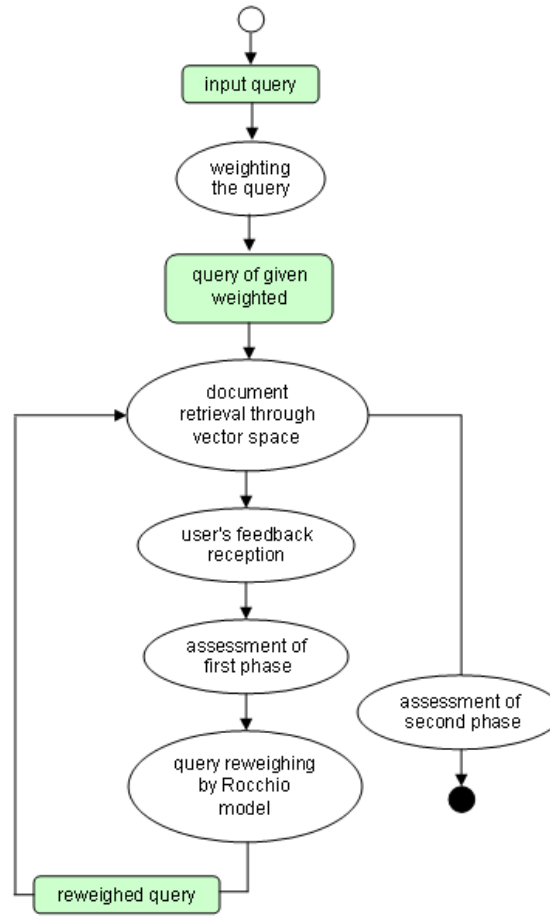 input query
weighting
the query
query of given
weighted
document
retrieval through
vector space
user's feedback
reception
assessment of
first phase
assessment of
second phase
query reweighing
by Rocchio
model
reweighed query